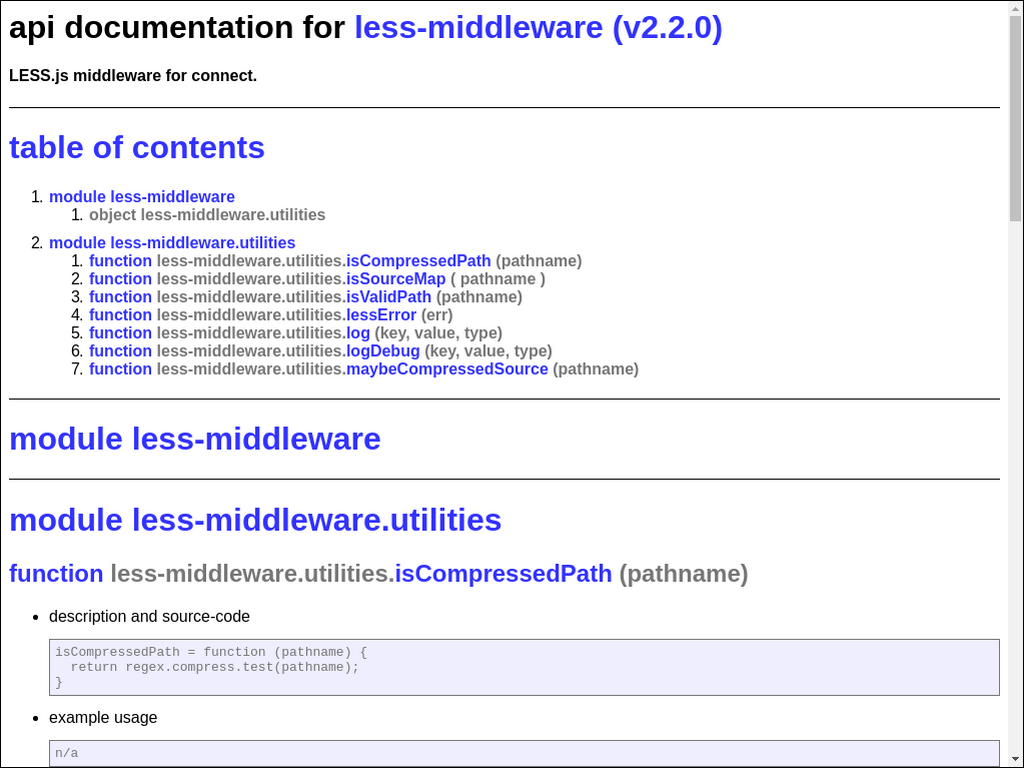 api documentation for less-middleware (v2.2.0)
LESS.js middleware for connect.
table of contents
1. module less-middleware
1. object less-middleware.utilities
2. module less-middleware.utilities
1. function less-middleware.utilities.isCompressedPath (pathname)
2. function less-middleware.utilities.isSourceMap ( pathname )
3. function less-middleware.utilities.isValidPath (pathname)
4. function less-middleware.utilities.lessError (err)
5. function less-middleware.utilities.log (key, value, type)
6. function less-middleware.utilities.logDebug (key, value, type)
7. function less-middleware.utilities.maybeCompressedSource (pathname)
module less-middleware
module less-middleware.utilities
function less-middleware.utilities.isCompressedPath (pathname)
• description and source-code
isCompressedPath = function (pathname) {
  return regex.compress.test(pathname);
}
• example usage
n/a